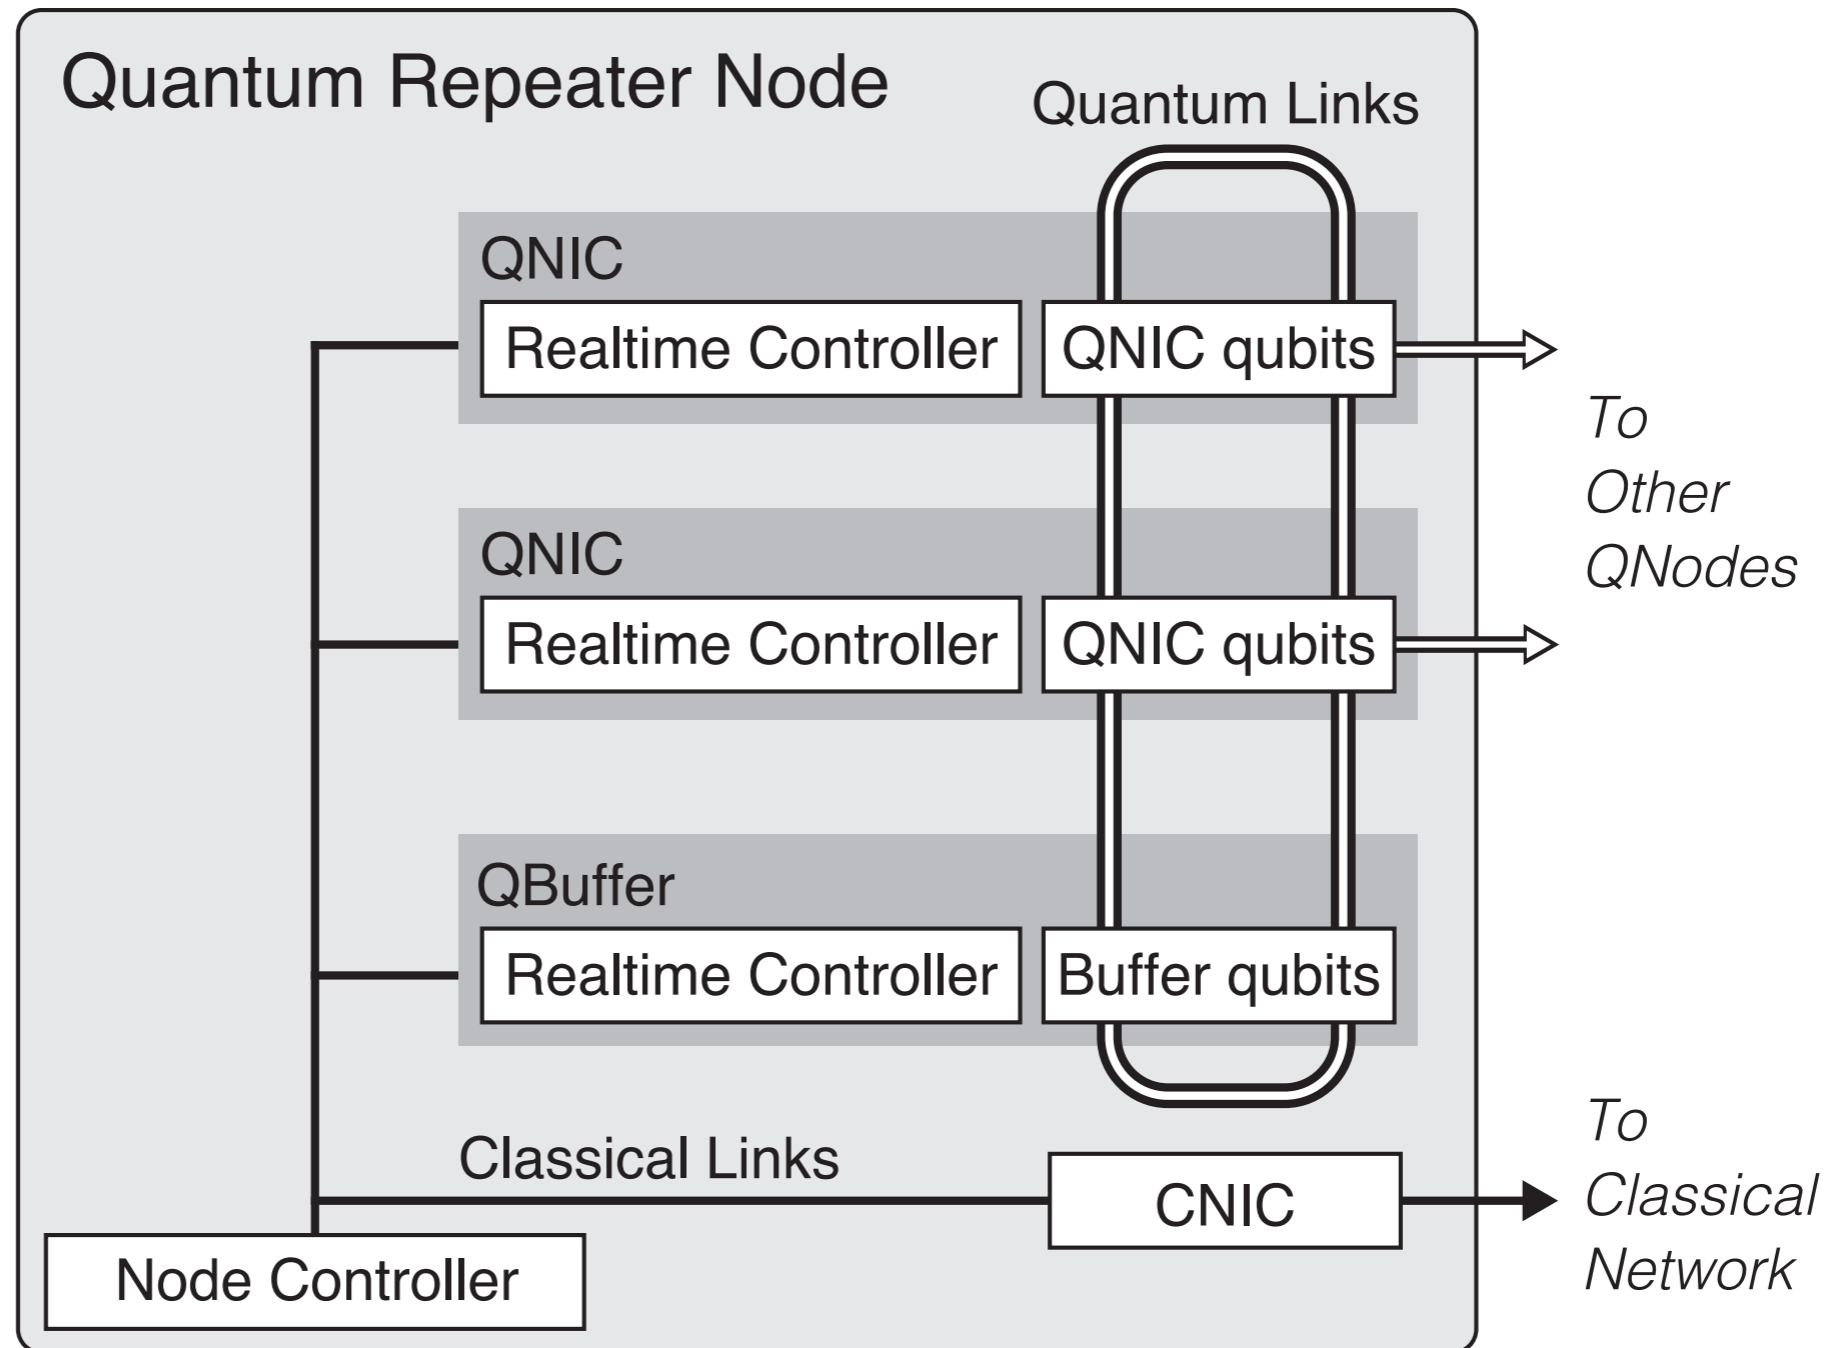 Quantum Repeater Node
Quantum Links
QNIC
Realtime Controller
QNIC qubits
QNIC
Realtime Controller
QNIC qubits
To
Other
QNodes
QBuffer
Realtime Controller
Buffer qubits
Classical Links
CNIC
To
Classical
Network
Node Controller